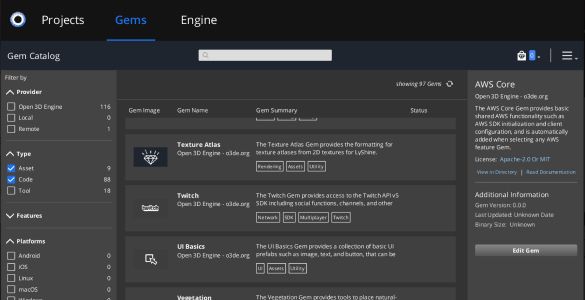 Projects Gems Engine
Gem Catalog
0
Filter by
Provider
Open 3D Engine 116
Local 0
Remote 1
Type
Asset 9
Code 88
Tool 18
Features
Platforms
Android 0
iOS 0
Linux 0
macOS 0
showing 97 Gems
Gem Image Gem Name Gem Summary Status
Texture Atlas
Open 3D Engine - o3de.org
The Texture Atlas Gem provides the formatting for
texture atlases from 2D textures for LyShine.
Rendering Assets Utility
Twitch
Open 3D Engine - o3de.org
The Twitch Gem provides access to the Twitch API v5
SDK including social functions, channels, and other
Network SDK Multiplayer Twitch
UI Basics
Open 3D Engine - o3de.org
The UI Basics Gem provides a collection of basic UI
prefabs such as image, text, and button, that can be
UI Assets Utility
Vegetation
The Vegetation Gem provides tools to place natural-
AWS Core
Open 3D Engine - o3de.org
The AWS Core Gem provides basic
shared AWS functionality such as
AWS SDK initialization and client
configuration, and is automatically
added when selecting any AWS
feature Gem.
License: Apache-2.0 Or MIT
View in Directory | Read Documentation
Additional Information
Gem Version: 0.0.0
Last Updated: Unknown Date
Binary Size: Unknown
Edit Gem